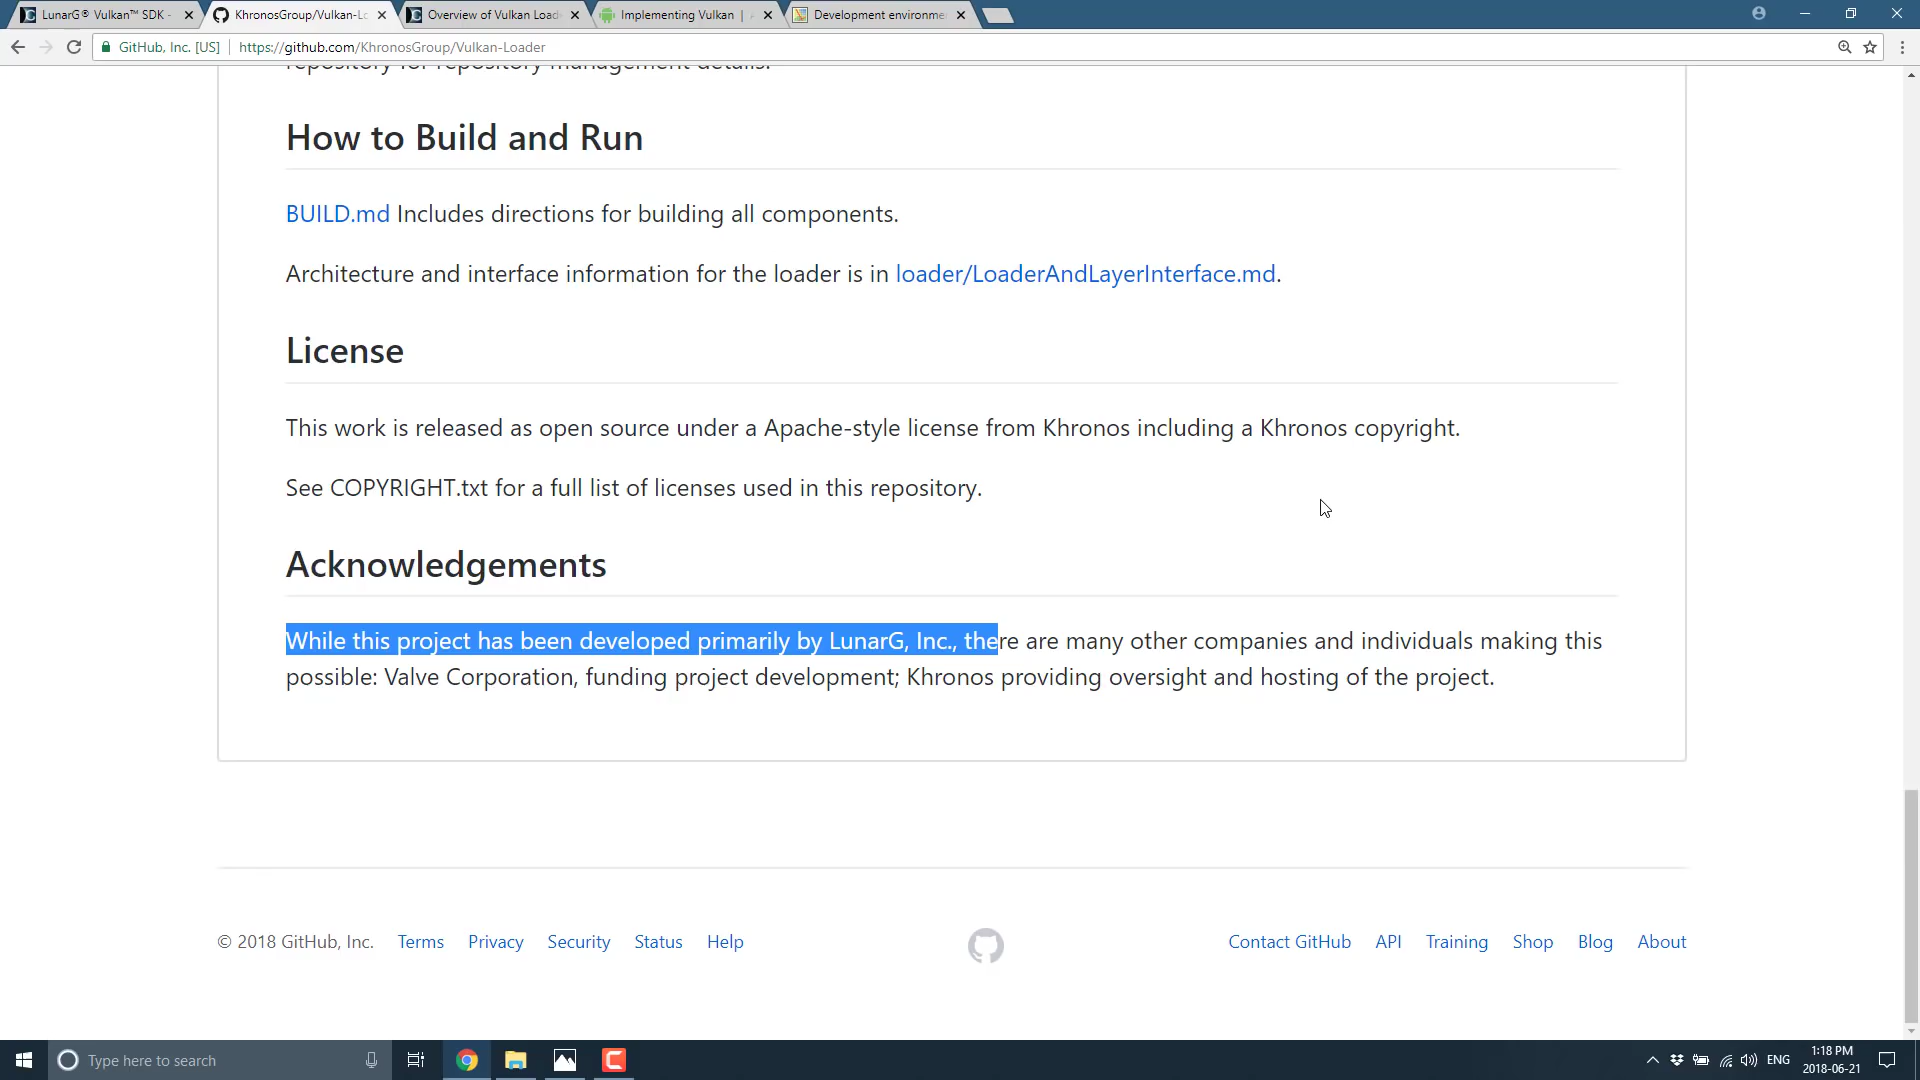 LunarG® Vulkan™ SDK -
KhronosGroup/Vulkan-Lo
Overview of Vulkan Load
Implementing Vulkan |
Development environme
GitHub, Inc. [US]
https://github.com/KhronosGroup/Vulkan-Loader
repository for repository management details.
How to Build and Run
BUILD.md Includes directions for building all components.
Architecture and interface information for the loader is in loader/LoaderAndLayerInterface.md.
License
This work is released as open source under a Apache-style license from Khronos including a Khronos copyright.
See COPYRIGHT.txt for a full list of licenses used in this repository.
Acknowledgements
While this project has been developed primarily by LunarG, Inc., there are many other companies and individuals making this
possible: Valve Corporation, funding project development; Khronos providing oversight and hosting of the project.
© 2018 GitHub, Inc. Terms Privacy Security Status Help
Contact GitHub API Training Shop Blog About
Type here to search
ENG
1:18 PM
2018-06-21